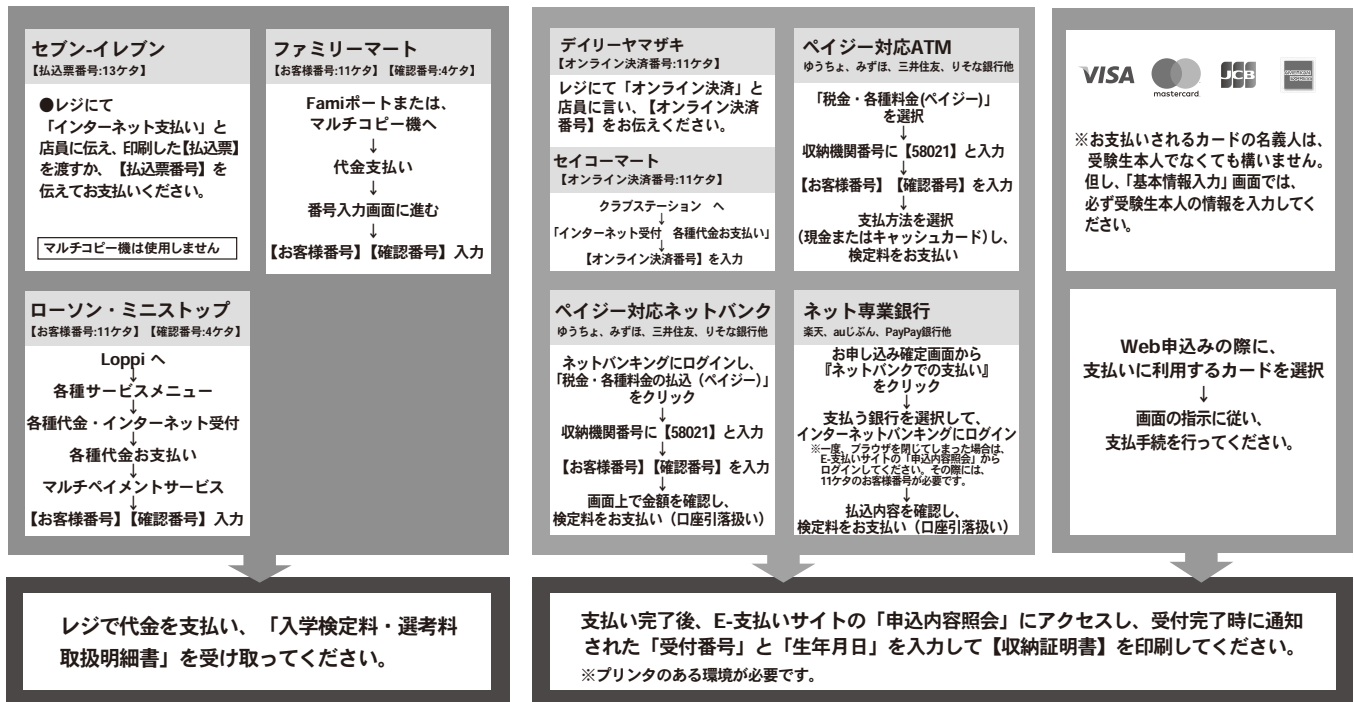 セブン-イレブン
【払込票番号:13ケタ】
●レジにて
「インターネット支払い」と
店員に伝え、印刷した【払込票】
を渡すか、【払込票番号】を
伝えてお支払いください。
マルチコピー機は使用しません
ファミリーマート
【お客様番号:11ケタ】【確認番号:4ケタ】
Famiポートまたは、
マルチコピー機へ
↓
代金支払い
↓
番号入力画面に進む
↓
【お客様番号】【確認番号】入力
ローソン・ミニストップ
【お客様番号:11ケタ】【確認番号:4ケタ】
Loppi へ
↓
各種サービスメニュー
↓
各種代金・インターネット受付
↓
各種代金お支払い
↓
マルチペイメントサービス
↓
【お客様番号】【確認番号】入力
レジで代金を支払い、「入学検定料・選考料
取扱明細書」を受け取ってください。
デイリーヤマザキ
【オンライン決済番号:11ケタ】
レジにて「オンライン決済」と
店員に言い、【オンライン決済
番号】をお伝えください。
セイコーマート
【オンライン決済番号:11ケタ】
クラブステーション へ
↓
「インターネット受付 各種代金お支払い」
↓
【オンライン決済番号】を入力
ペイジー対応ATM
ゆうちょ、みずほ、三井住友、りそな銀行他
「税金・各種料金(ペイジー)」
を選択
↓
収納機関番号に【58021】と入力
↓
【お客様番号】【確認番号】を入力
↓
支払方法を選択
(現金またはキャッシュカード)し、
検定料をお支払い
ペイジー対応ネットバンク
ゆうちょ、みずほ、三井住友、りそな銀行他
ネットバンキングにログインし、
「税金・各種料金の払込(ペイジー)」
をクリック
↓
収納機関番号に【58021】と入力
↓
【お客様番号】【確認番号】を入力
↓
画面上で金額を確認し、
検定料をお支払い(口座引落扱い)
ネット専業銀行
楽天、auじぶん、PayPay銀行他
お申し込み確定画面から
『ネットバンクでの支払い』
をクリック
↓
支払う銀行を選択して、
インターネットバンキングにログイン
※一度、ブラウザを閉じてしまった場合は、
E-支払いサイトの「申込内容照会」から
ログインしてください。その際には、
11ケタのお客様番号が必要です。
↓
払込内容を確認し、
検定料をお支払い(口座引落扱い)
VISA
mastercard
JCB
AMERICAN EXPRESS
※お支払いされるカードの名義人は、
受験生本人でなくても構いません。
但し、「基本情報入力」画面では、
必ず受験生本人の情報を入力してく
ださい。
Web申込みの際に、
支払いに利用するカードを選択
↓
画面の指示に従い、
支払手続を行ってください。
支払い完了後、E-支払いサイトの「申込内容照会」にアクセスし、受付完了時に通知
された「受付番号」と「生年月日」を入力して【収納証明書】を印刷してください。
※プリンタのある環境が必要です。